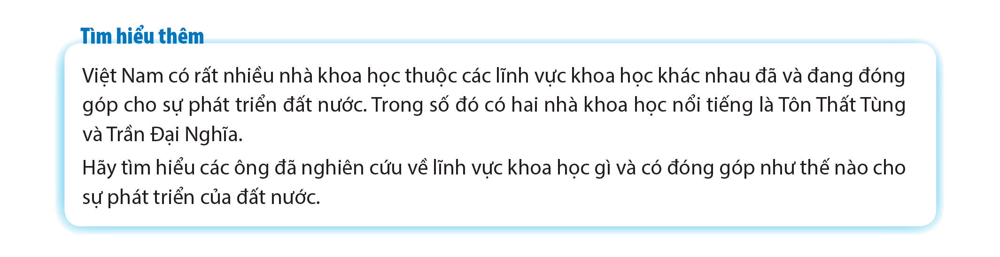 Tìm hiểu thêm
Việt Nam có rất nhiều nhà khoa học thuộc các lĩnh vực khoa học khác nhau đã và đang đóng
góp cho sự phát triển đất nước. Trong số đó có hai nhà khoa học nổi tiếng là Tôn Thất Tùng
và Trần Đại Nghĩa.
Hãy tìm hiểu các ông đã nghiên cứu về lĩnh vực khoa học gì và có đóng góp như thế nào cho
sự phát triển của đất nước.